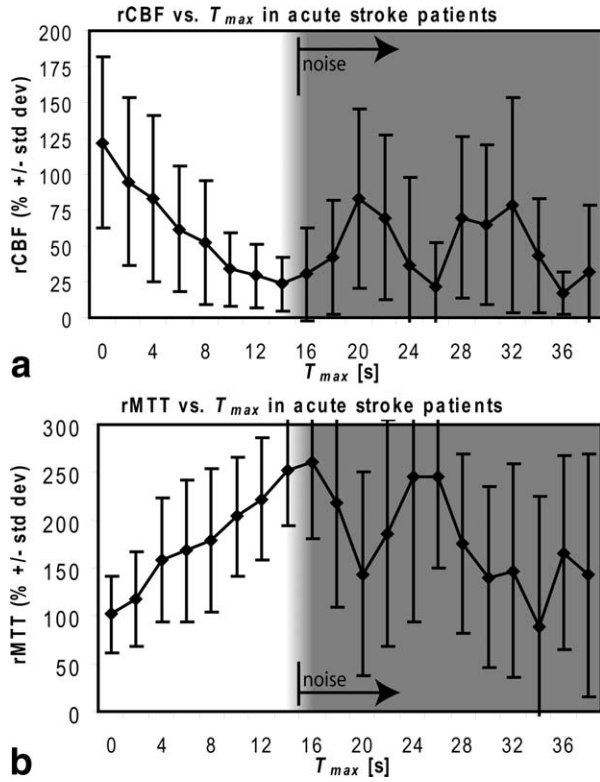 rCBF vs. Tmax in acute stroke patients
200
175
150
125
100
75
50
25
0
rCBF (% +/- std dev)
noise
0 4 8 12 16 20 24 28 32 36
Tmax [s]
a
rMTT vs. Tmax in acute stroke patients
300
250
200
150
100
50
0
rMTT (% +/- std dev)
noise
0 4 8 12 16 20 24 28 32 36
Tmax [s]
b